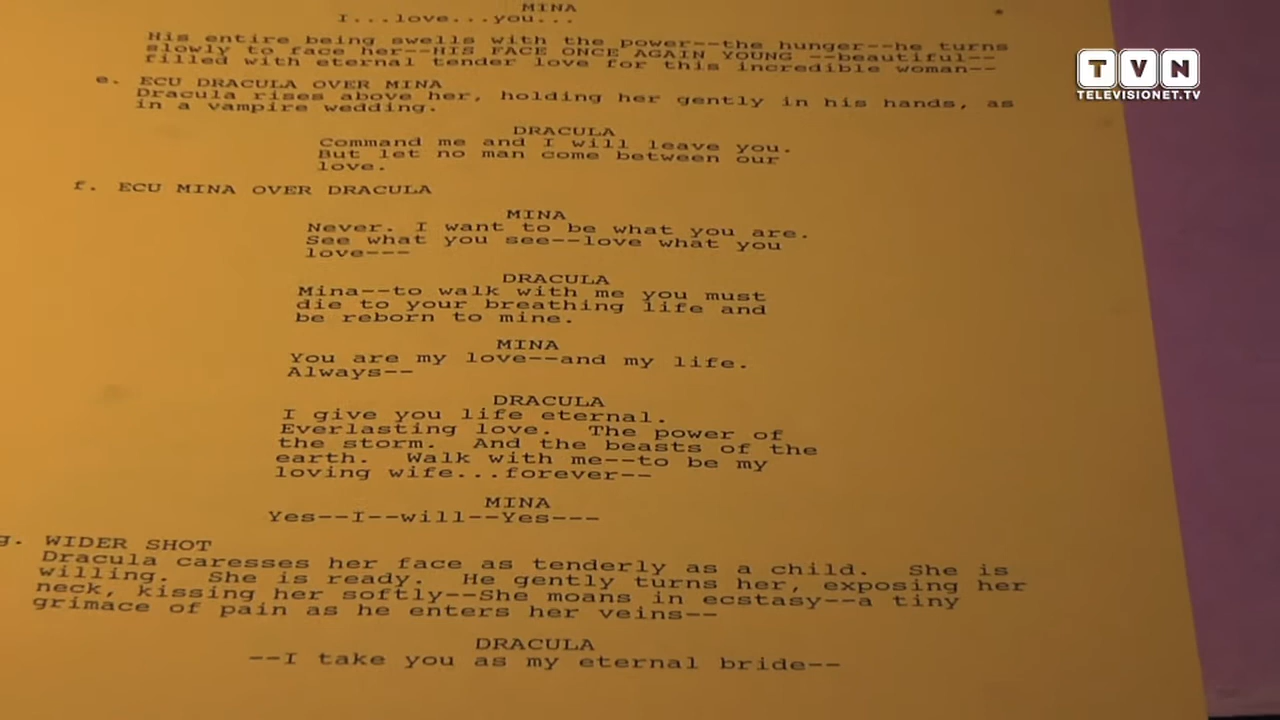 MINA
I...love...you...
His entire being swells with the power--the hunger--he turns
slowly to face her--HIS FACE ONCE AGAIN YOUNG --beautiful--
filled with eternal tender love for this incredible woman--
e. ECU DRACULA OVER MINA
Dracula rises above her, holding her gently in his hands, as
in a vampire wedding.
DRACULA
Command me and I will leave you.
But let no man come between our
love.
f. ECU MINA OVER DRACULA
MINA
Never. I want to be what you are.
See what you see--love what you
love---
DRACULA
Mina--to walk with me you must
die to your breathing life and
be reborn to mine.
MINA
You are my love--and my life.
Always--
DRACULA
I give you life eternal.
Everlasting love. The power of
the storm. And the beasts of the
earth. Walk with me--to be my
loving wife...forever--
MINA
Yes--I--will--Yes---
g. WIDER SHOT
Dracula caresses her face as tenderly as a child. She is
willing. She is ready. He gently turns her, exposing her
neck, kissing her softly--She moans in ecstasy--a tiny
grimace of pain as he enters her veins--
DRACULA
--I take you as my eternal bride--
TVN
TELEVISIONET.TV